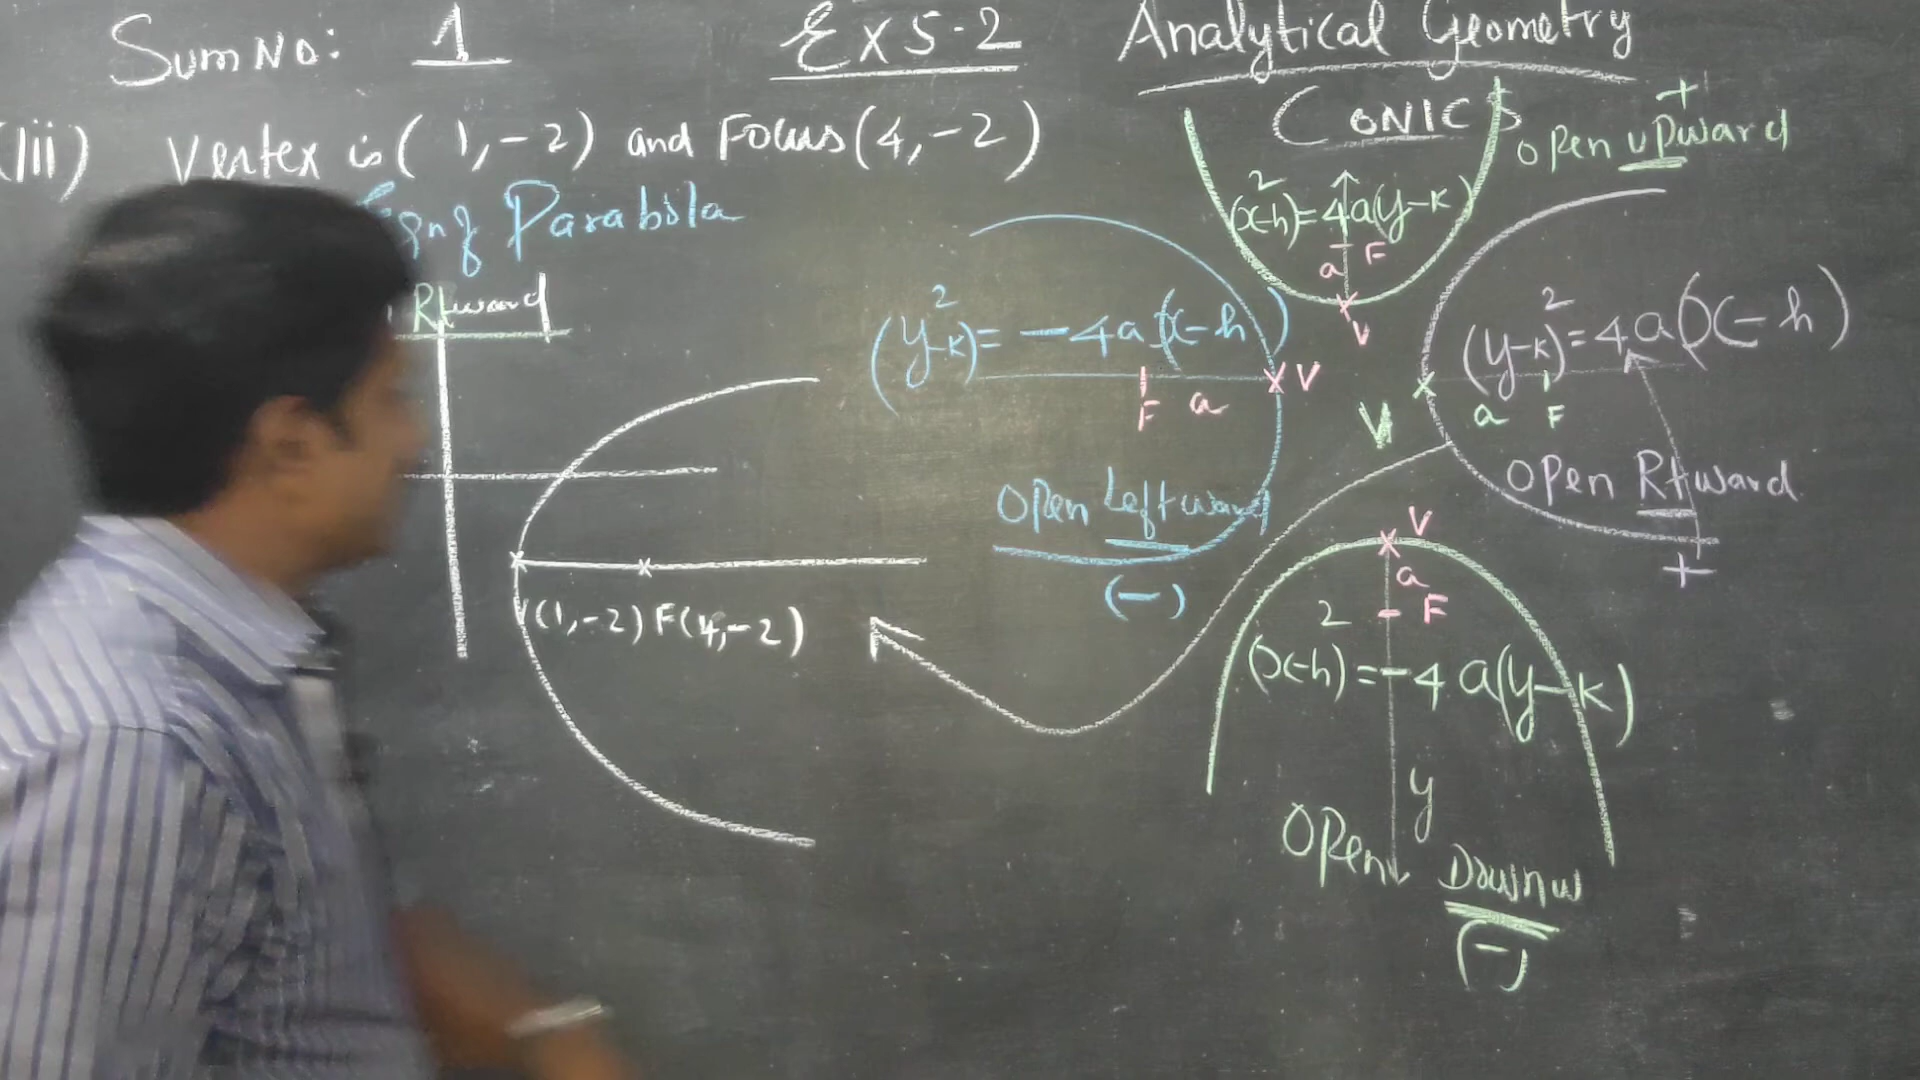 Sum No: 1
Ex 5.2
Analytical Geometry
CONICS
(iii) Vertex is (1,-2) and Focus (4,-2)
Eqn of Parabola
Rtward
V(1,-2) F(4,-2)
+
Open upward
(x-h)²=4a(y-k)
a F
V
(y-k)²=-4a(x-h)
F a V
Open Leftward
(-)
(y-k)²=4a(x-h)
V a F
Open Rtward
+
V
a
F
(x-h)²=-4a(y-k)
y
Open Downw
(-)